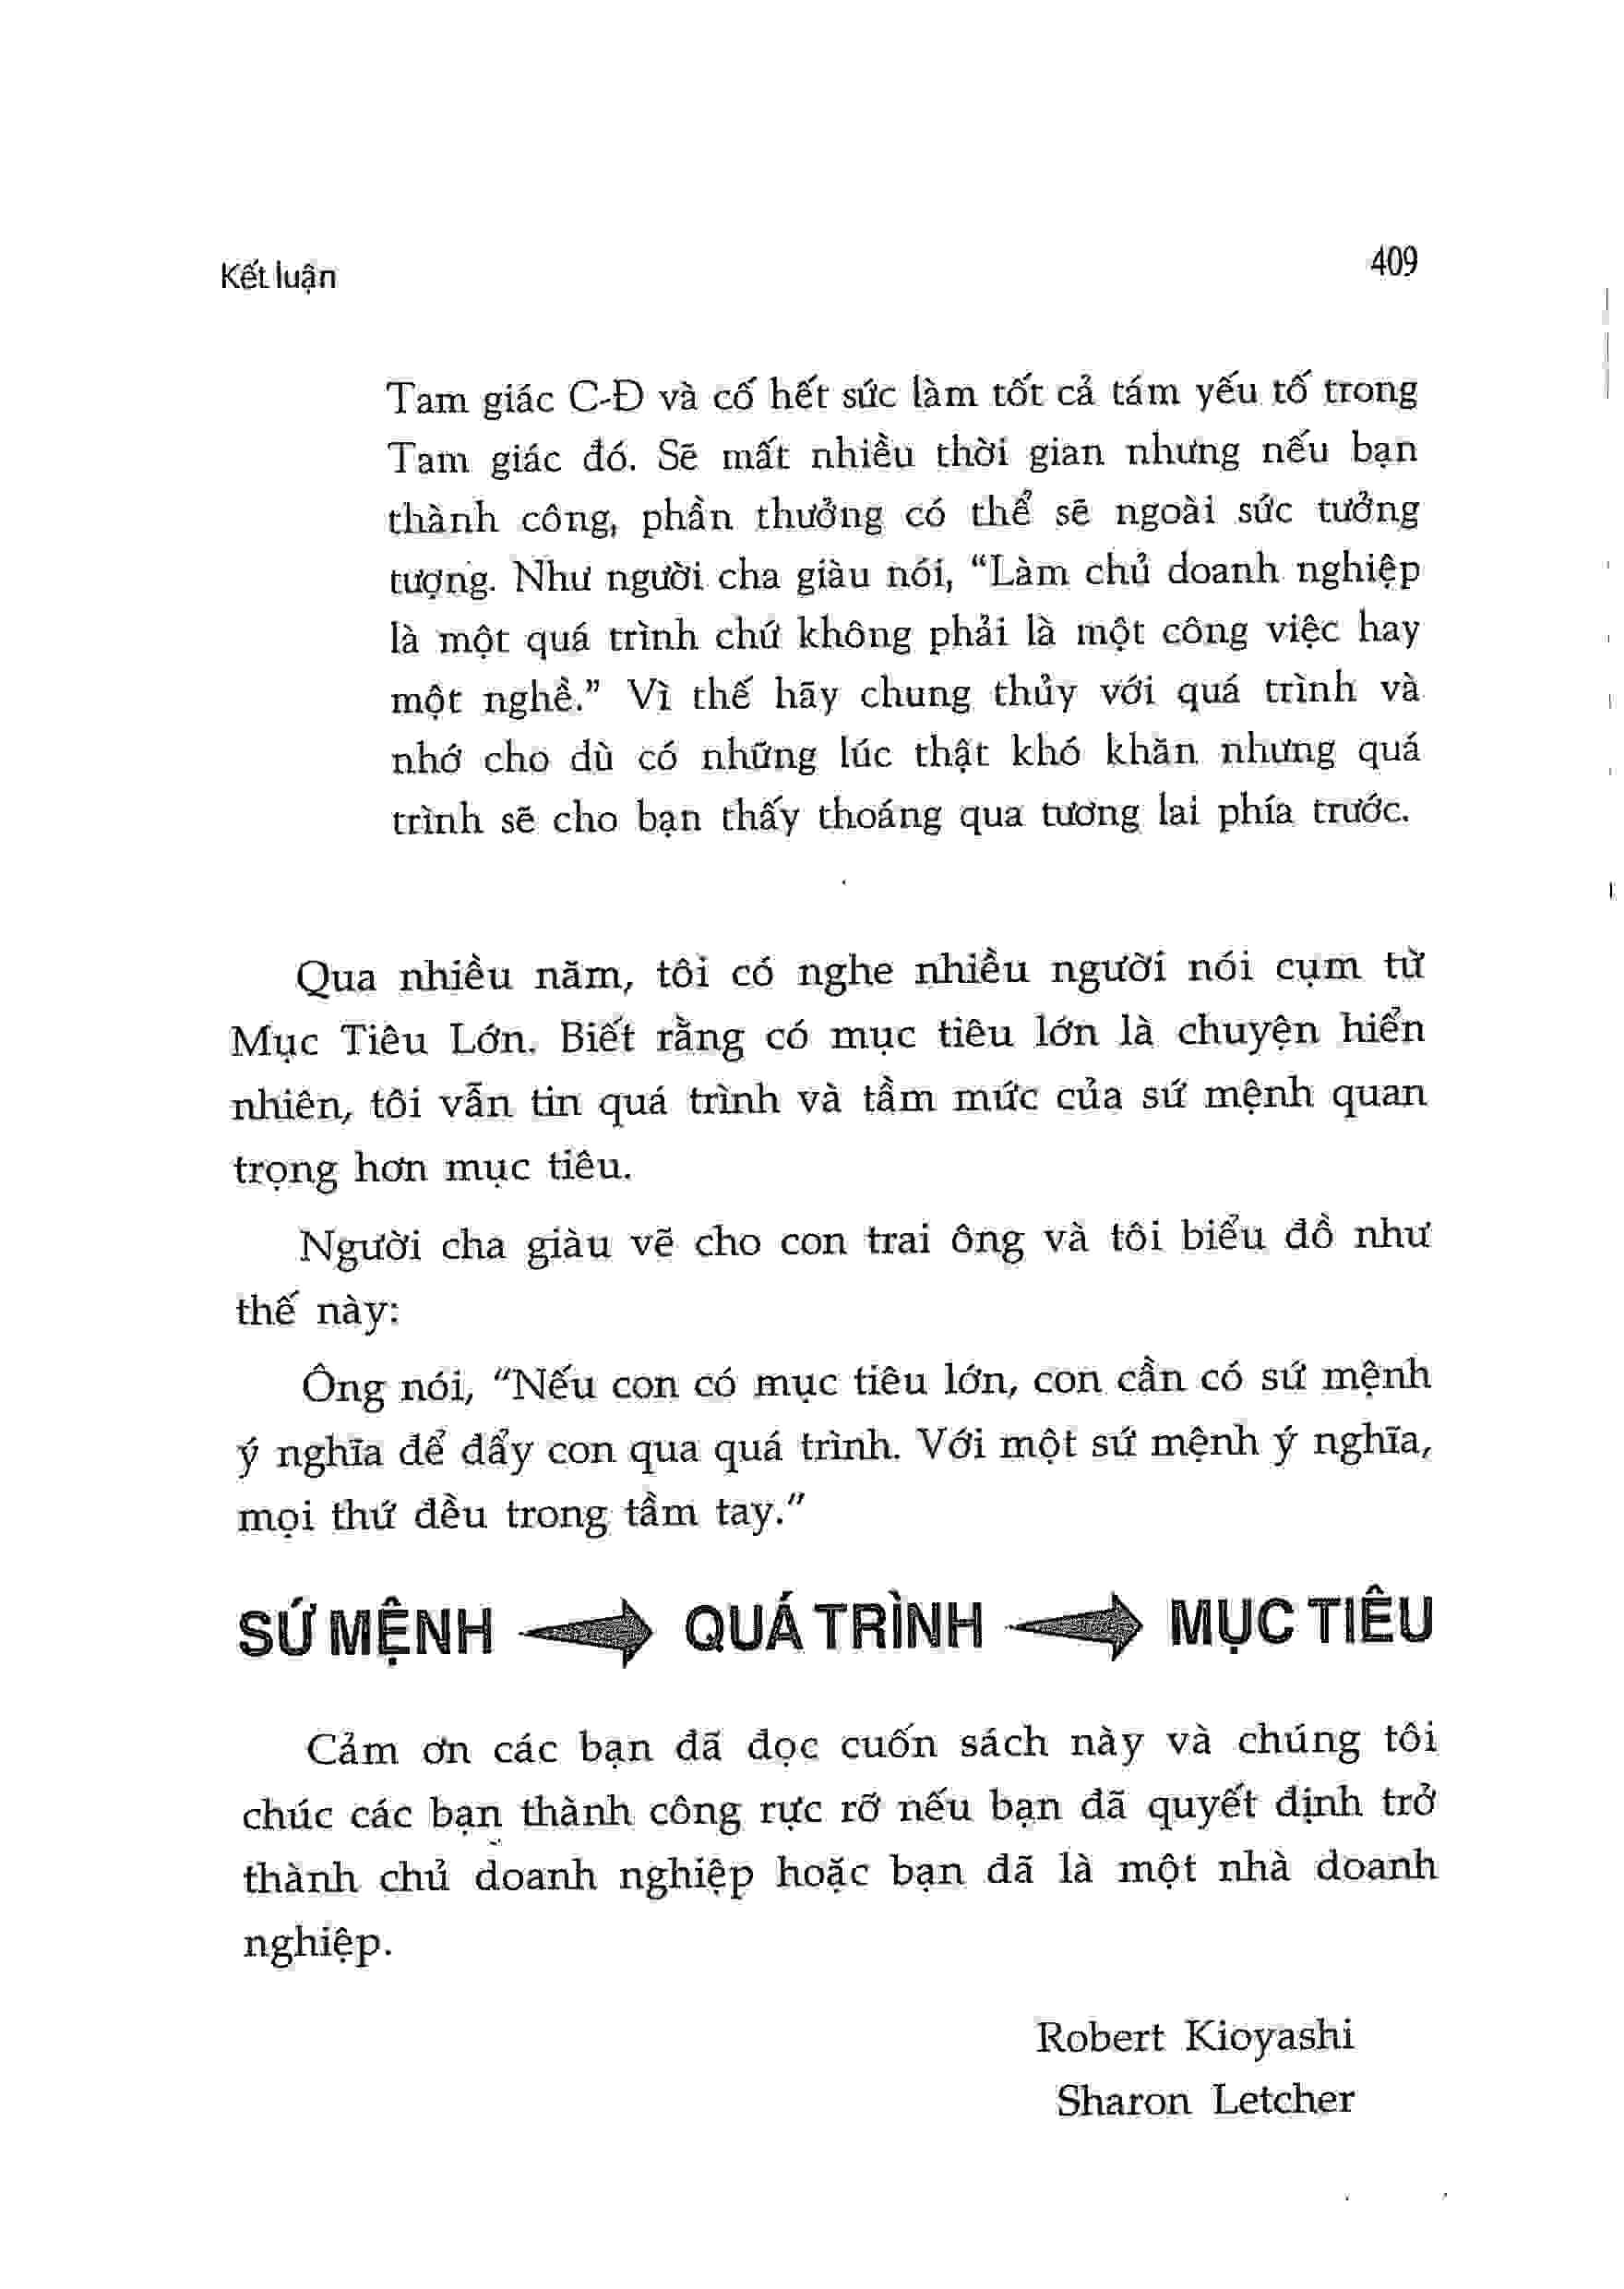 Kết luận
409
Tam giác C-Đ và cố hết sức làm tốt cả tám yếu tố trong
Tam giác đó. Sẽ mất nhiều thời gian nhưng nếu bạn
thành công, phần thưởng có thể sẽ ngoài sức tưởng
tượng. Như người cha giàu nói, “Làm chủ doanh nghiệp
là một quá trình chứ không phải là một công việc hay
một nghề.” Vì thế hãy chung thủy với quá trình và
nhớ cho dù có những lúc thật khó khăn nhưng quá
trình sẽ cho bạn thấy thoáng qua tương lai phía trước.
Qua nhiều năm, tôi có nghe nhiều người nói cụm từ
Mục Tiêu Lớn. Biết rằng có mục tiêu lớn là chuyện hiển
nhiên, tôi vẫn tin quá trình và tầm mức của sứ mệnh quan
trọng hơn mục tiêu.
Người cha giàu vẽ cho con trai ông và tôi biểu đồ như
thế này:
Ông nói, “Nếu con có mục tiêu lớn, con cần có sứ mệnh
ý nghĩa để đẩy con qua quá trình. Với một sứ mệnh ý nghĩa,
mọi thứ đều trong tầm tay.”
SỨ MỆNH QUÁ TRÌNH MỤC TIÊU
Cảm ơn các bạn đã đọc cuốn sách này và chúng tôi
chúc các bạn thành công rực rỡ nếu bạn đã quyết định trở
thành chủ doanh nghiệp hoặc bạn đã là một nhà doanh
nghiệp.
Robert Kioyashi
Sharon Letcher